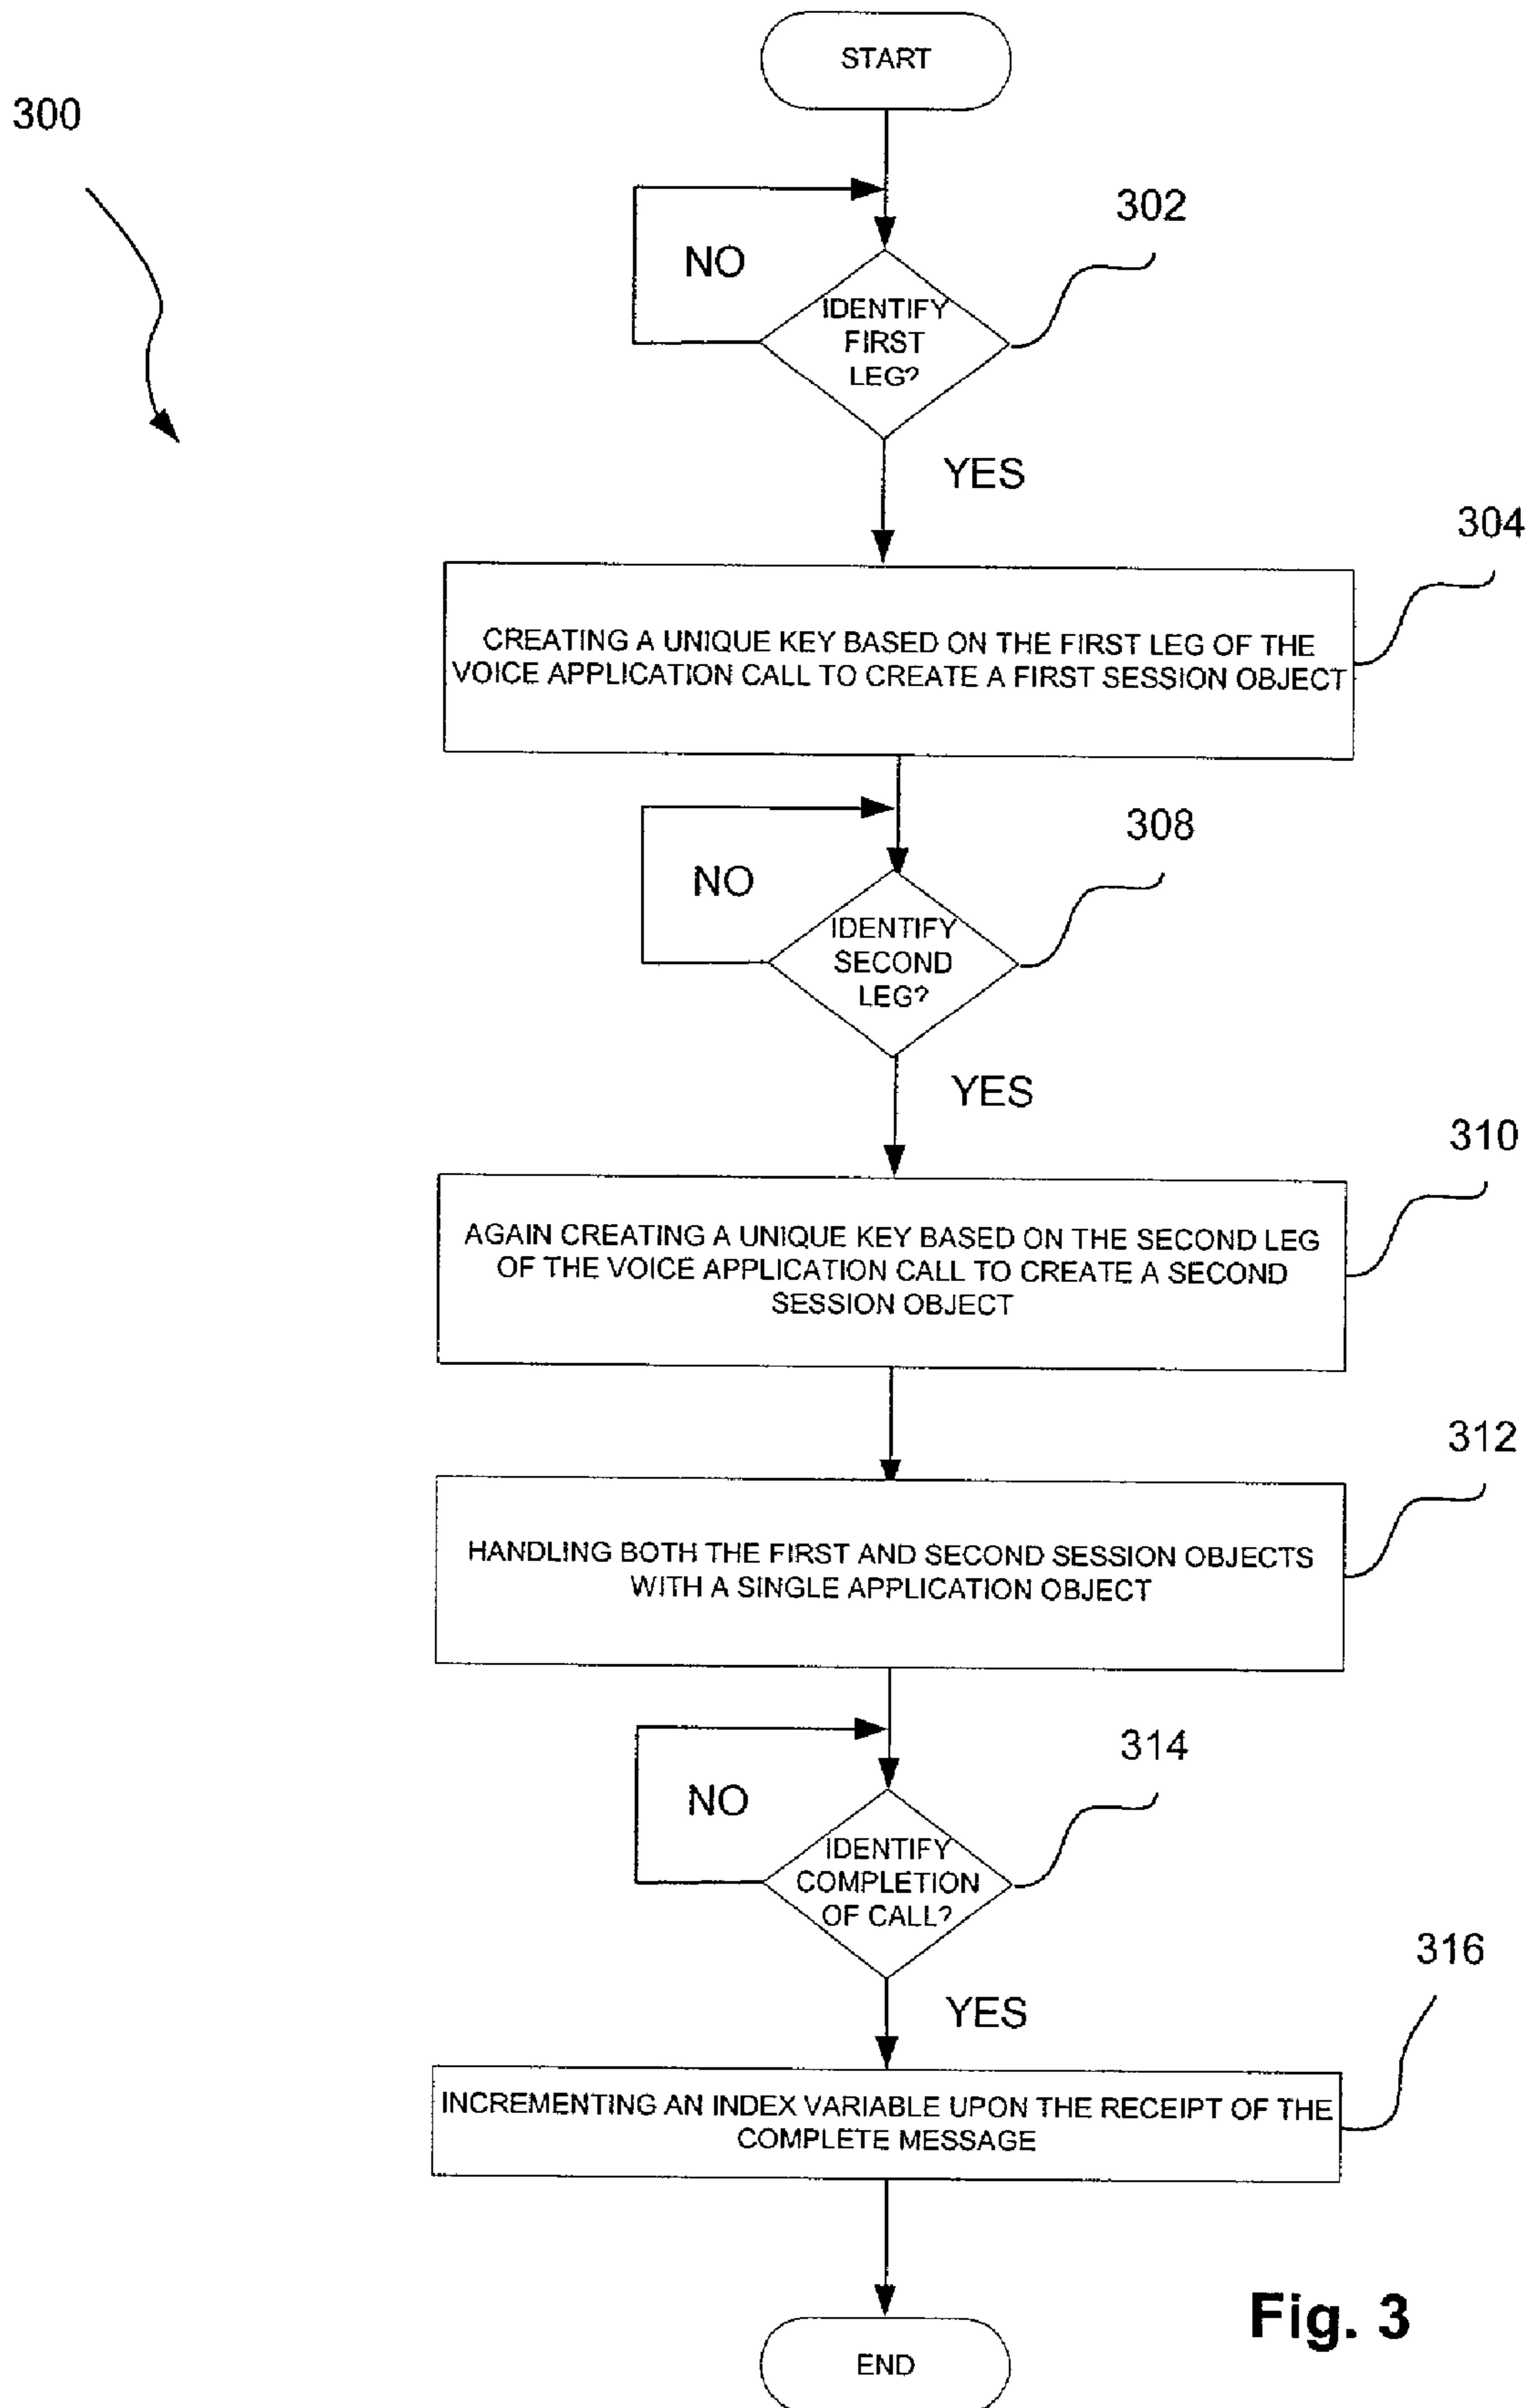 START
300
302
NO
IDENTIFY
FIRST
LEG?
YES
304
CREATING A UNIQUE KEY BASED ON THE FIRST LEG OF THE
VOICE APPLICATION CALL TO CREATE A FIRST SESSION OBJECT
308
NO
IDENTIFY
SECOND
LEG?
YES
310
AGAIN CREATING A UNIQUE KEY BASED ON THE SECOND LEG
OF THE VOICE APPLICATION CALL TO CREATE A SECOND
SESSION OBJECT
312
HANDLING BOTH THE FIRST AND SECOND SESSION OBJECTS
WITH A SINGLE APPLICATION OBJECT
314
NO
IDENTIFY
COMPLETION
OF CALL?
316
YES
INCREMENTING AN INDEX VARIABLE UPON THE RECEIPT OF THE
COMPLETE MESSAGE
Fig. 3
END